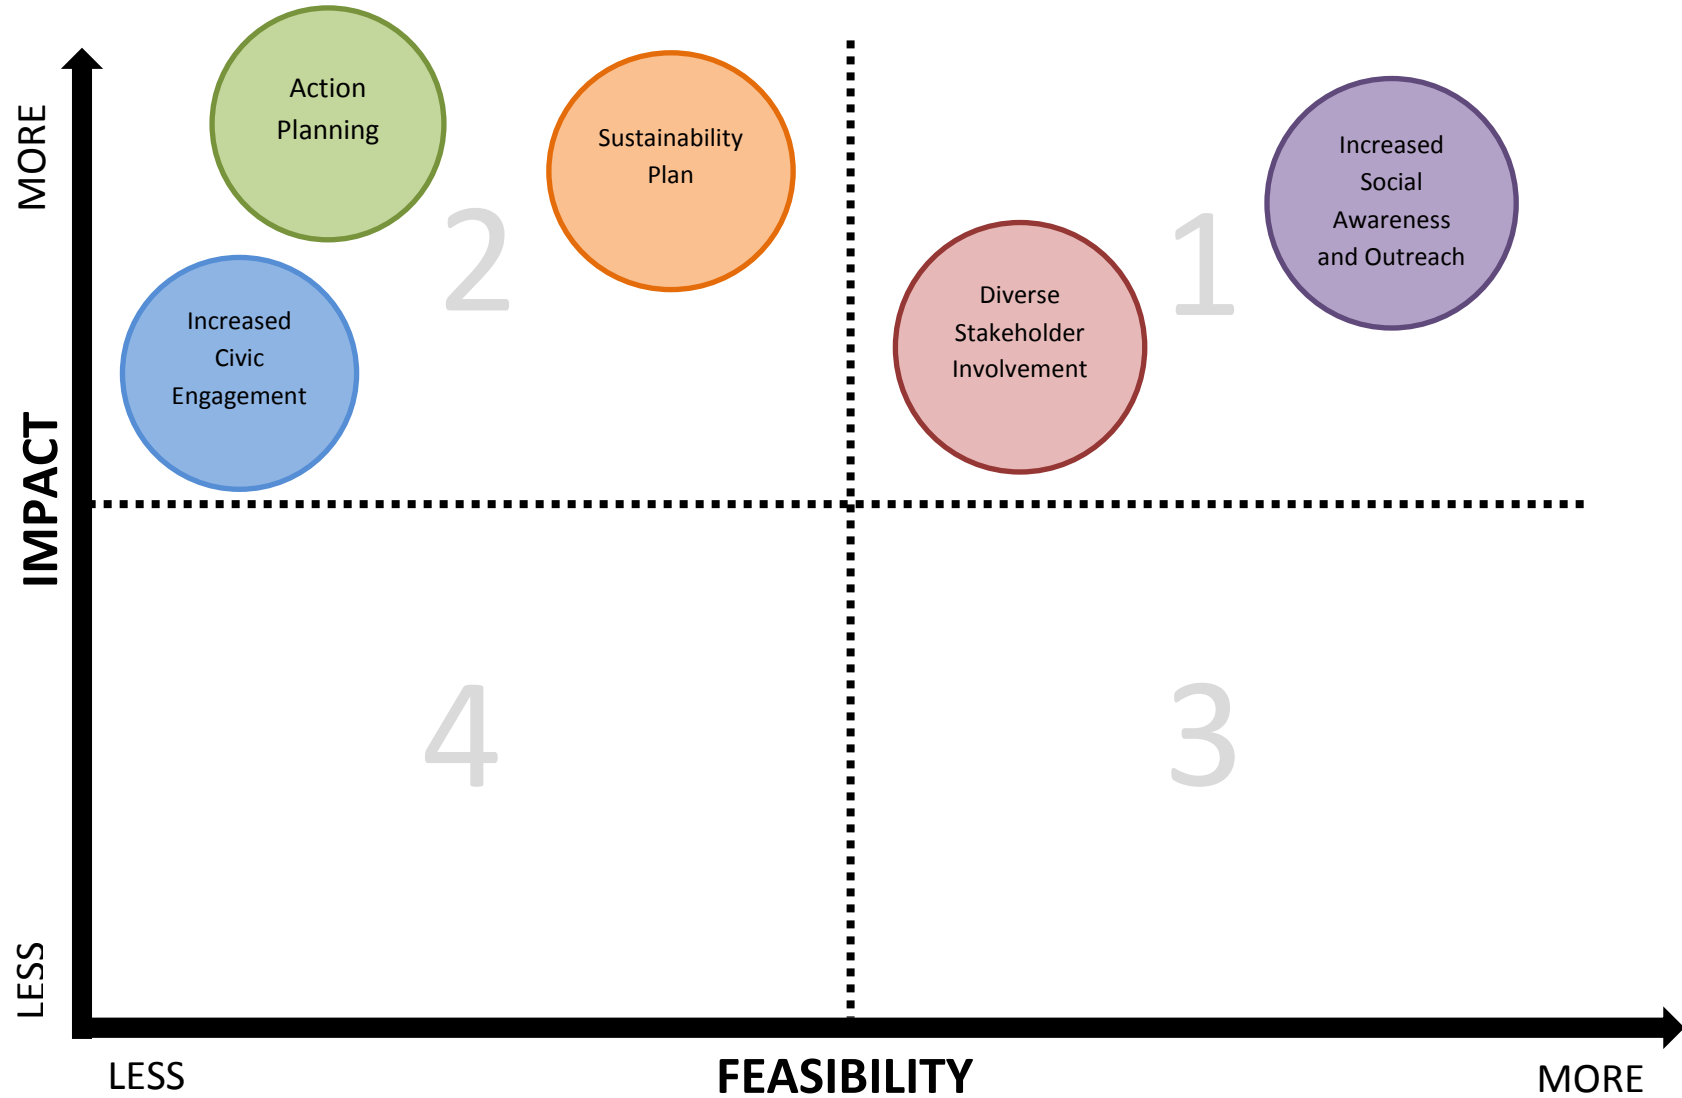 MORE
Action
Planning
Sustainability
Plan
Increased
Social
Awareness
and Outreach
2
1
Increased
Civic
Engagement
Diverse
Stakeholder
Involvement
IMPACT
4
3
LESS
LESS
FEASIBILITY
MORE